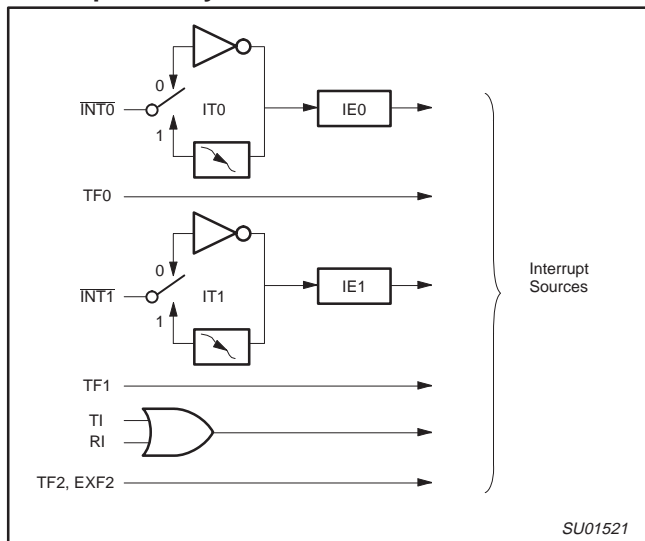 0
INT0
IT0
IE0
1
TF0
0
INT1
IT1
IE1
1
Interrupt
Sources
TF1
TI
RI
TF2, EXF2
SU01521